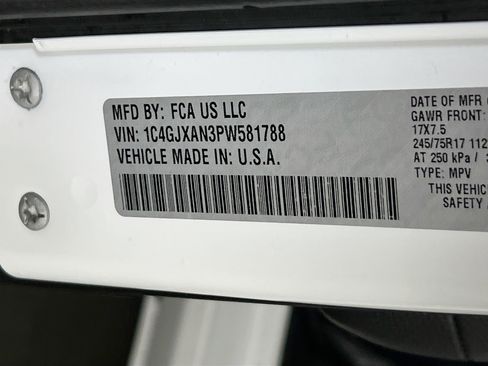 MFD BY: FCA US LLC
VIN: 1C4GJXAN3PW581788
VEHICLE MADE IN: U.S.A.
DATE OF MFR
GAWR FRONT:
17X7.5
245/75R17 112
AT 250 kPa /
TYPE: MPV
THIS VEHIC
SAFETY